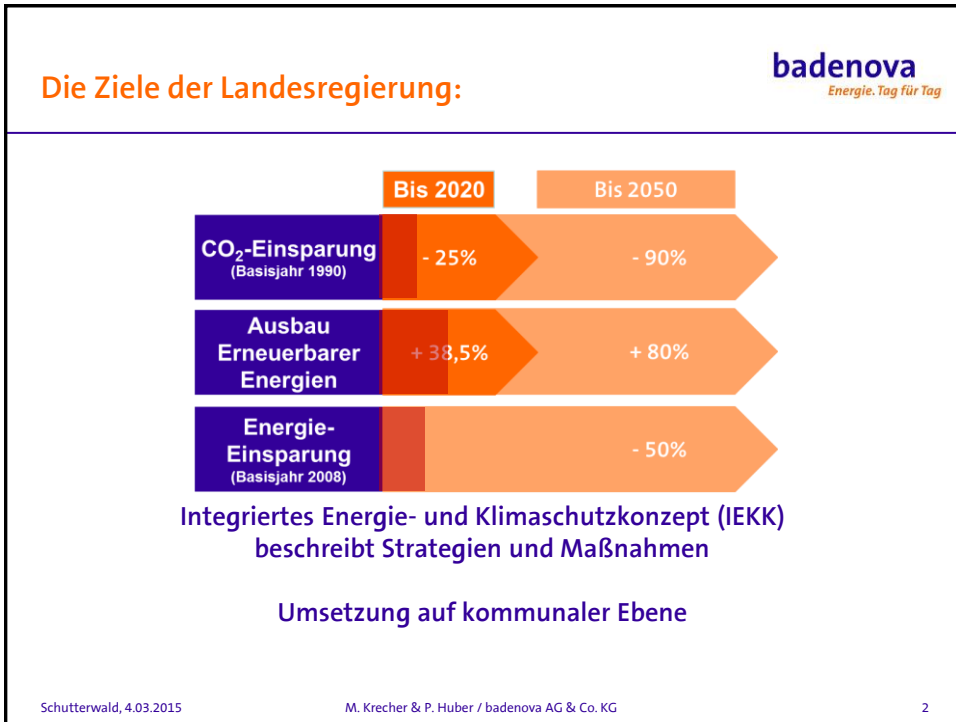 Die Ziele der Landesregierung:
badenova
Energie. Tag für Tag
Bis 2020
Bis 2050
CO₂-Einsparung
(Basisjahr 1990)
- 25%
- 90%
Ausbau
Erneuerbarer
Energien
+ 38,5%
+ 80%
Energie-
Einsparung
(Basisjahr 2008)
- 50%
Integriertes Energie- und Klimaschutzkonzept (IEKK)
beschreibt Strategien und Maßnahmen
Umsetzung auf kommunaler Ebene
Schutterwald, 4.03.2015
M. Krecher & P. Huber / badenova AG & Co. KG
2